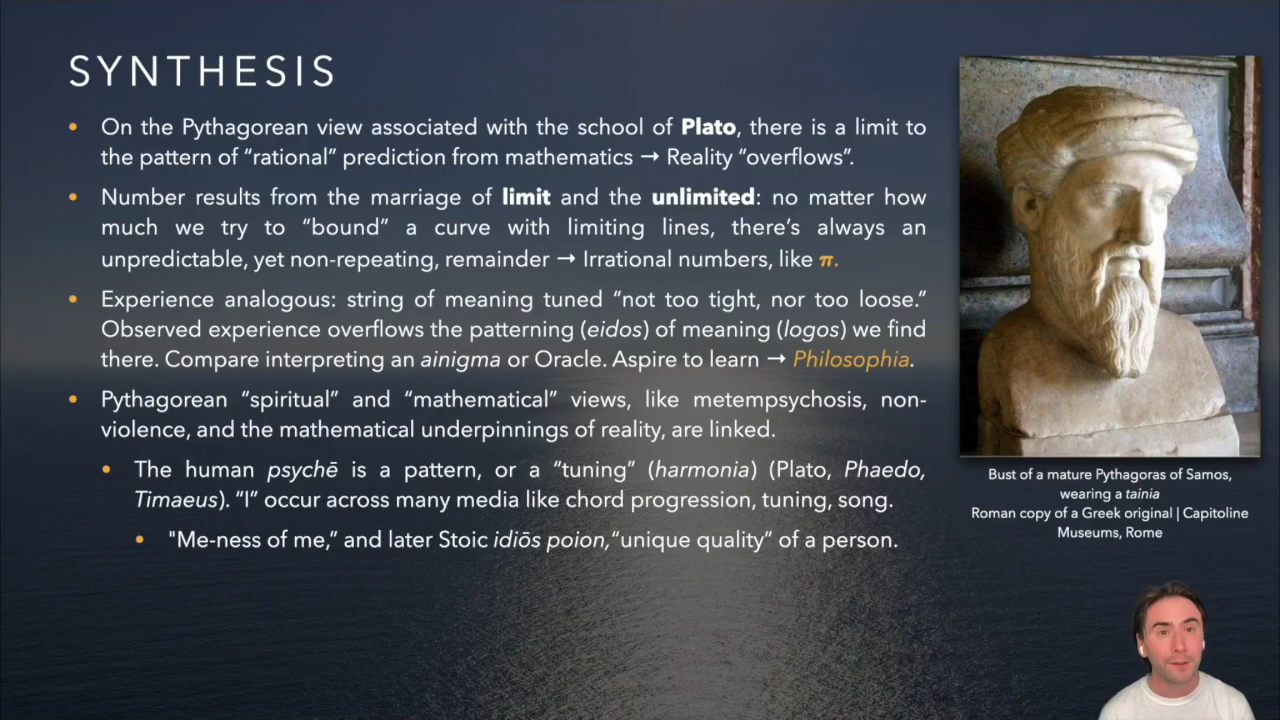 SYNTHESIS
• On the Pythagorean view associated with the school of Plato, there is a limit to
the pattern of “rational” prediction from mathematics → Reality “overflows”.
• Number results from the marriage of limit and the unlimited: no matter how
much we try to “bound” a curve with limiting lines, there’s always an
unpredictable, yet non-repeating, remainder → Irrational numbers, like π.
• Experience analogous: string of meaning tuned “not too tight, nor too loose.”
Observed experience overflows the patterning (eidos) of meaning (logos) we find
there. Compare interpreting an ainigma or Oracle. Aspire to learn → Philosophia.
• Pythagorean “spiritual” and “mathematical” views, like metempsychosis, non-
violence, and the mathematical underpinnings of reality, are linked.
• The human psychē is a pattern, or a “tuning” (harmonia) (Plato, Phaedo,
Timaeus). “I” occur across many media like chord progression, tuning, song.
• "Me-ness of me,” and later Stoic idiōs poion,“unique quality” of a person.
Bust of a mature Pythagoras of Samos,
wearing a tainia
Roman copy of a Greek original | Capitoline
Museums, Rome